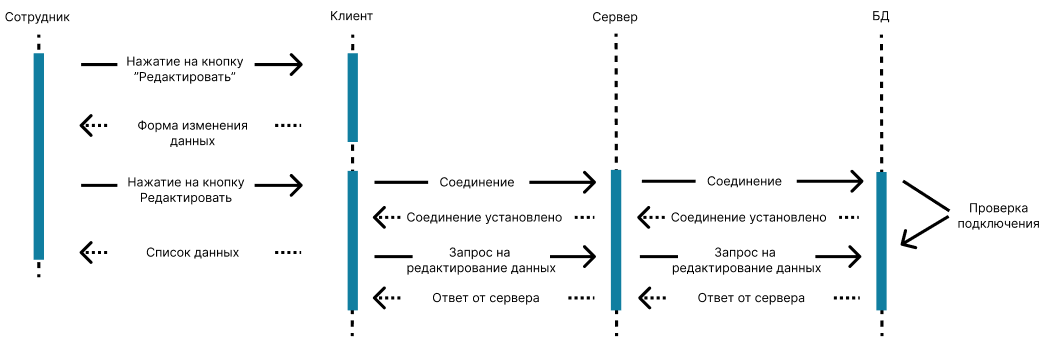 Сотрудник
Клиент
Сервер
БД
Нажатие на кнопку
”Редактировать”
Форма изменения
данных
Нажатие на кнопку
Редактировать
Список данных
Соединение
Соединение установлено
Запрос на
редактирование данных
Ответ от сервера
Соединение
Соединение установлено
Запрос на
редактирование данных
Ответ от сервера
Проверка
подключения